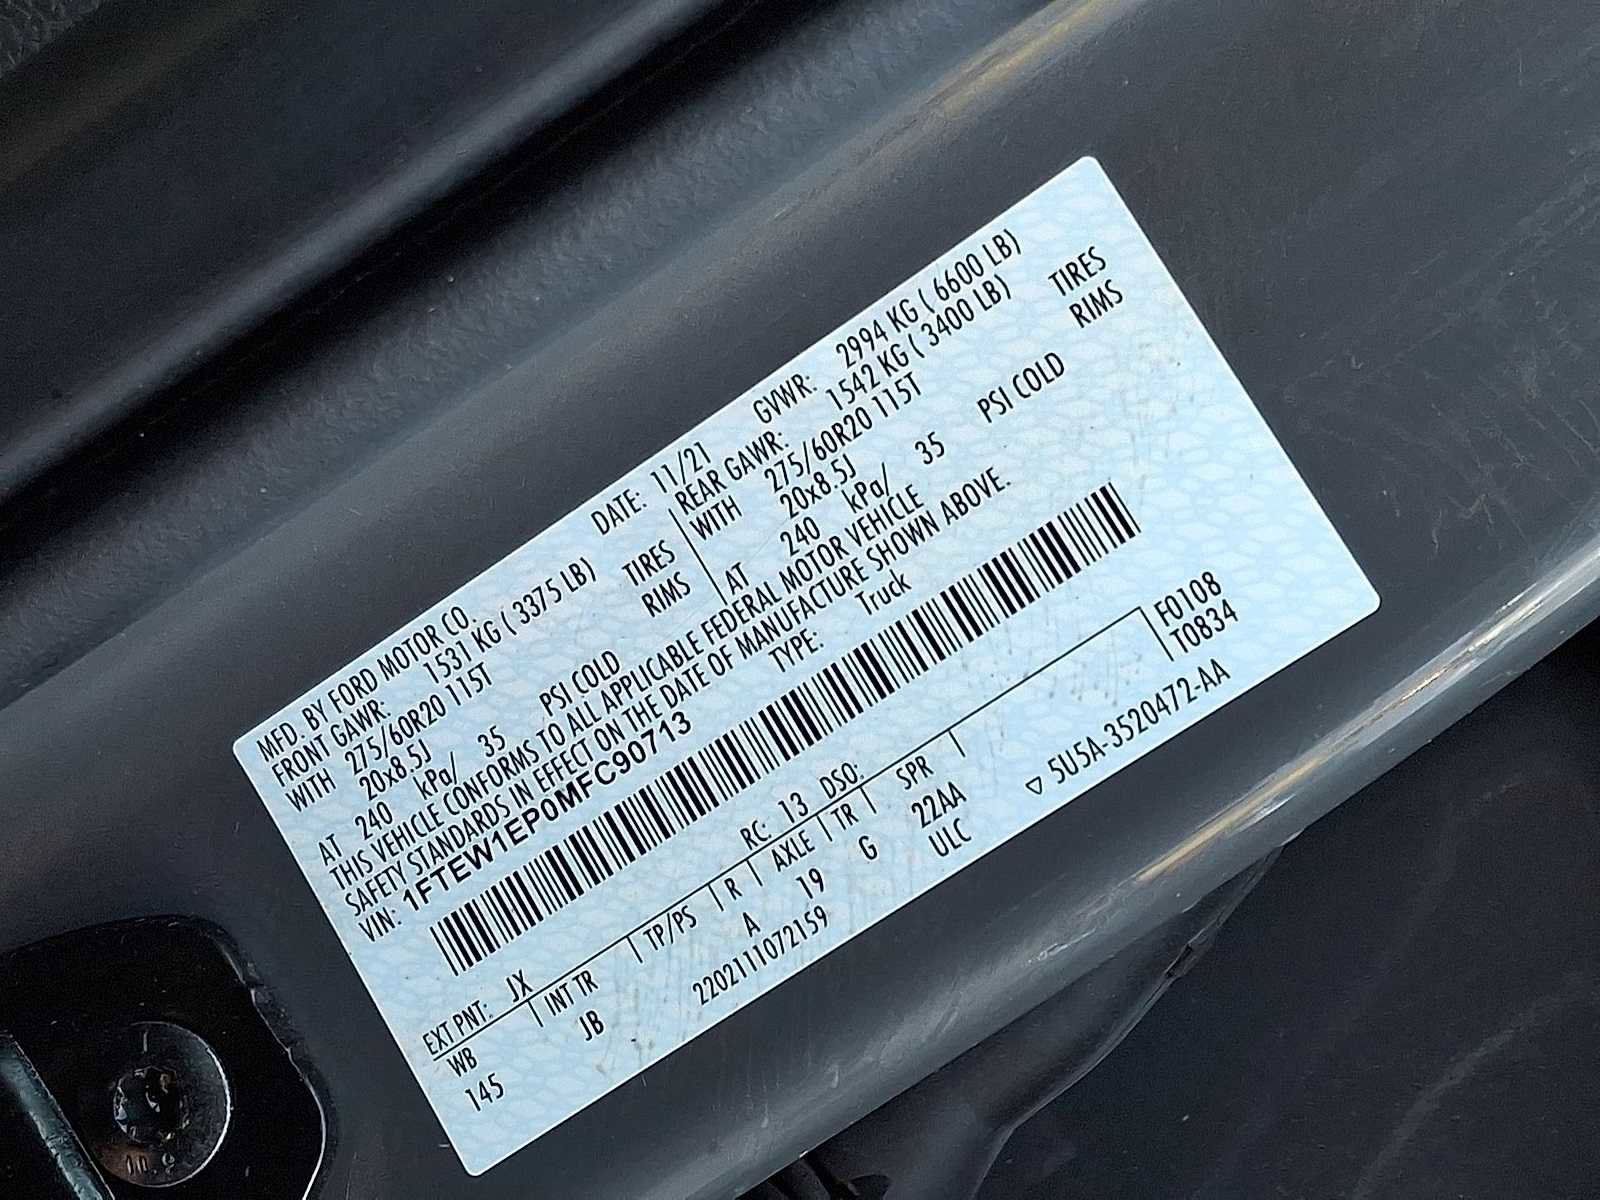 MFD. BY FORD MOTOR CO. DATE: 11/21 GVWR: 2994 KG ( 6600 LB)
FRONT GAWR: 1531 KG ( 3375 LB) REAR GAWR: 1542 KG ( 3400 LB)
WITH 275/60R20 115T TIRES WITH 275/60R20 115T TIRES
20x8.5J RIMS 20x8.5J RIMS
AT 240 kPa/ 35 PSI COLD AT 240 kPa/ 35 PSI COLD
THIS VEHICLE CONFORMS TO ALL APPLICABLE FEDERAL MOTOR VEHICLE
SAFETY STANDARDS IN EFFECT ON THE DATE OF MANUFACTURE SHOWN ABOVE.
VIN: 1FTEW1EP0MFC90713 TYPE: Truck
F0108
T0834
EXT PNT: JX RC: 13 DSO:
WB INT TR TP/PS R AXLE TR SPR
145 JB A 19 G 22AA
2202111072159 ULC
▽ 5U5A-3520472-AA